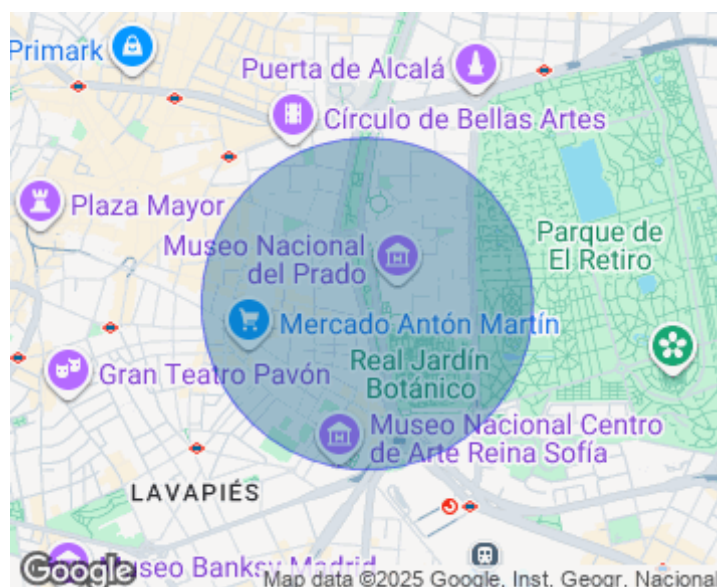 Primark
Puerta de Alcalá
Círculo de Bellas Artes
Plaza Mayor
Museo Nacional
del Prado
Parque de
El Retiro
Mercado Antón Martín
Gran Teatro Pavón
Real Jardín
Botánico
Museo Nacional Centro
de Arte Reina Sofía
LAVAPIÉS
Google
Museo Banksy Madrid
Map data ©2025 Google, Inst. Geogr. Nacional